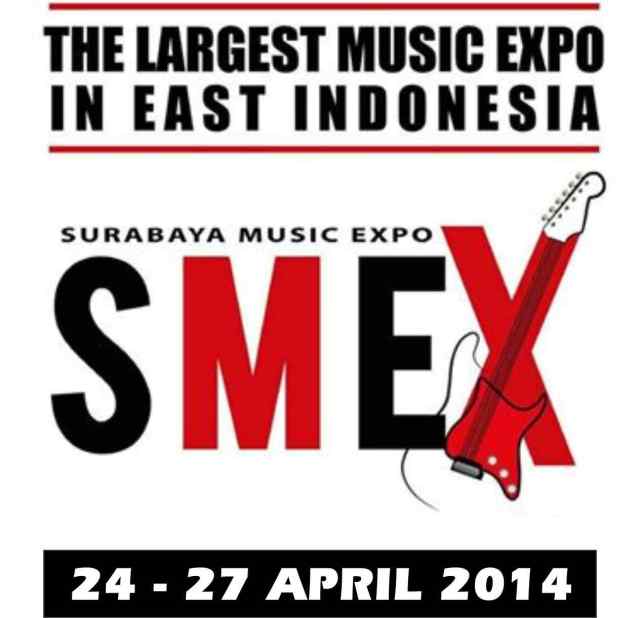 THE LARGEST MUSIC EXPO
IN EAST INDONESIA
SURABAYA MUSIC EXPO
SMEX
24 - 27 APRIL 2014